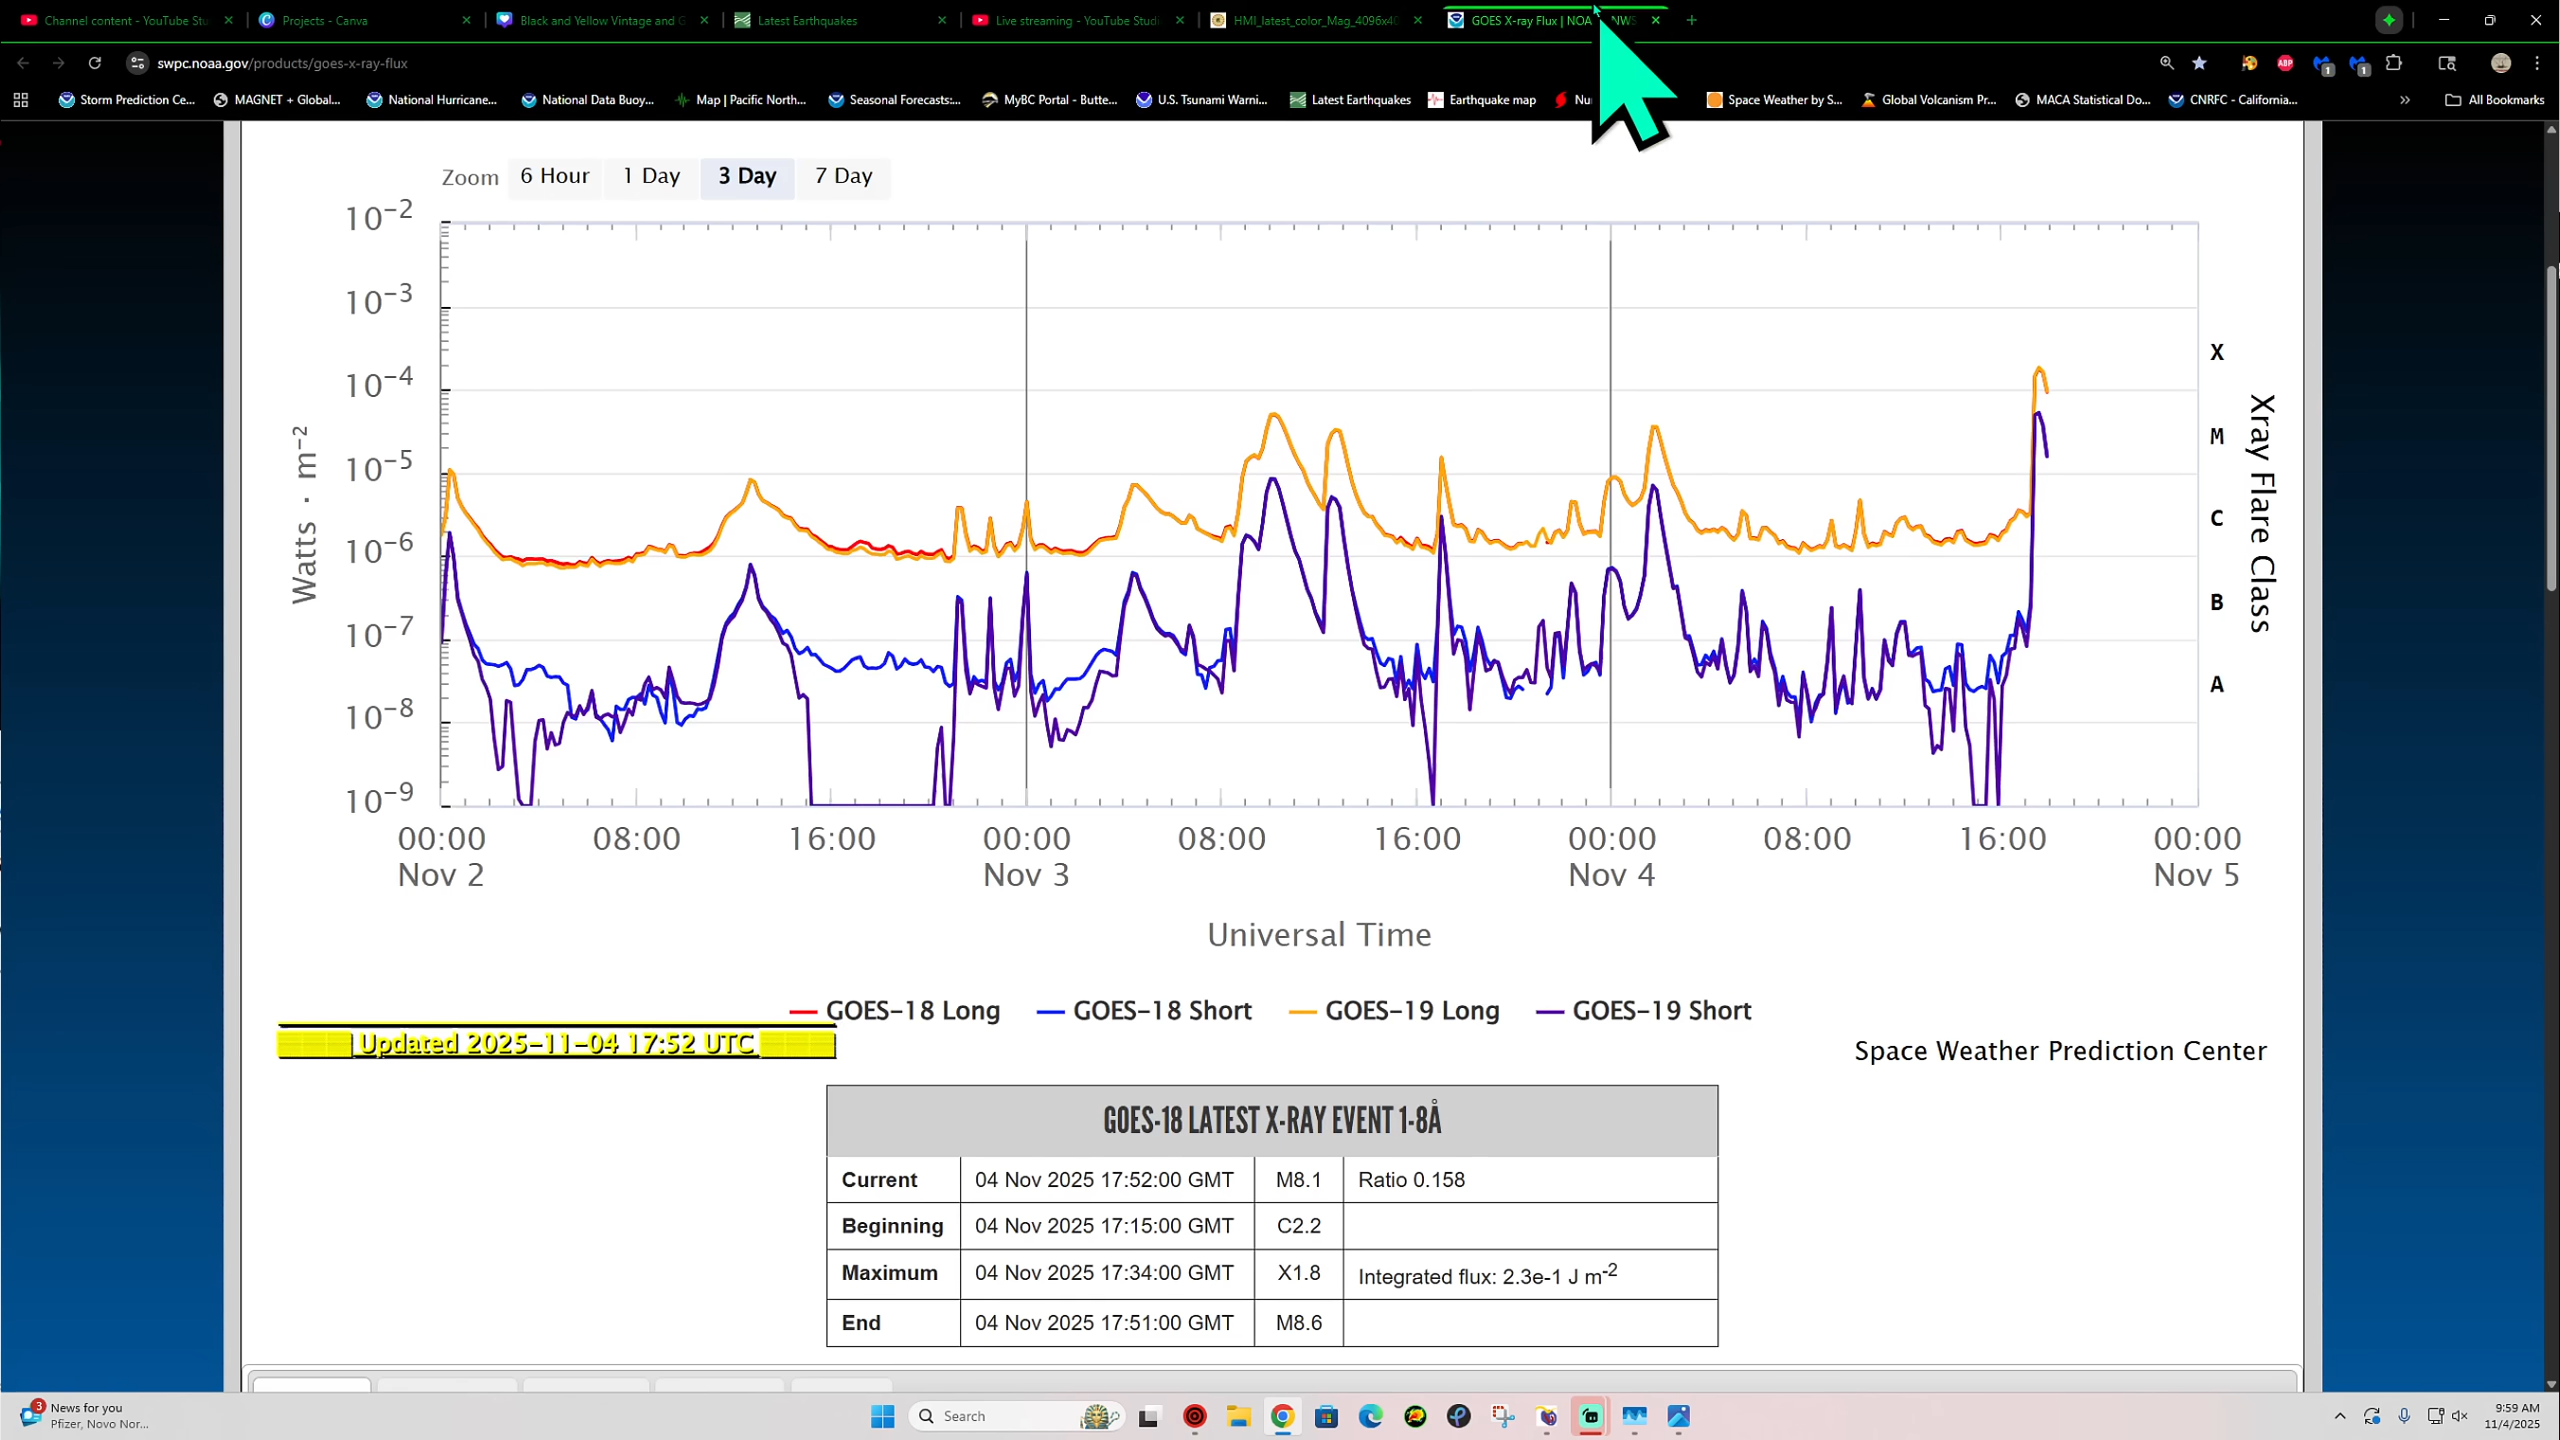 Channel content - YouTube Stu
Projects - Canva
Black and Yellow Vintage and G
Latest Earthquakes
Live streaming - YouTube Studi
HMI_latest_color_Mag_4096x40
GOES X-ray Flux | NOA NWS
swpc.noaa.gov/products/goes-x-ray-flux
Storm Prediction Ce...
MAGNET + Global...
National Hurricane...
National Data Buoy...
Map | Pacific North...
Seasonal Forecasts:...
MyBC Portal - Butte...
U.S. Tsunami Warni...
Latest Earthquakes
Earthquake map
Space Weather by S...
Global Volcanism Pr...
MACA Statistical Do...
CNRFC - California...
All Bookmarks
Zoom 6 Hour 1 Day 3 Day 7 Day
10⁻²
10⁻³
10⁻⁴
10⁻⁵
10⁻⁶
10⁻⁷
10⁻⁸
10⁻⁹
Watts · m⁻²
X
M
C
B
A
Xray Flare Class
00:00 08:00 16:00 00:00 08:00 16:00 00:00 08:00 16:00 00:00
Nov 2 Nov 3 Nov 4 Nov 5
Universal Time
GOES-18 Long GOES-18 Short GOES-19 Long GOES-19 Short
Updated 2025-11-04 17:52 UTC
Space Weather Prediction Center
GOES-18 LATEST X-RAY EVENT 1-8Å
Current 04 Nov 2025 17:52:00 GMT M8.1 Ratio 0.158
Beginning 04 Nov 2025 17:15:00 GMT C2.2
Maximum 04 Nov 2025 17:34:00 GMT X1.8 Integrated flux: 2.3e-1 J m⁻²
End 04 Nov 2025 17:51:00 GMT M8.6
3
News for you
Pfizer, Novo Nor...
Search
9:59 AM
11/4/2025